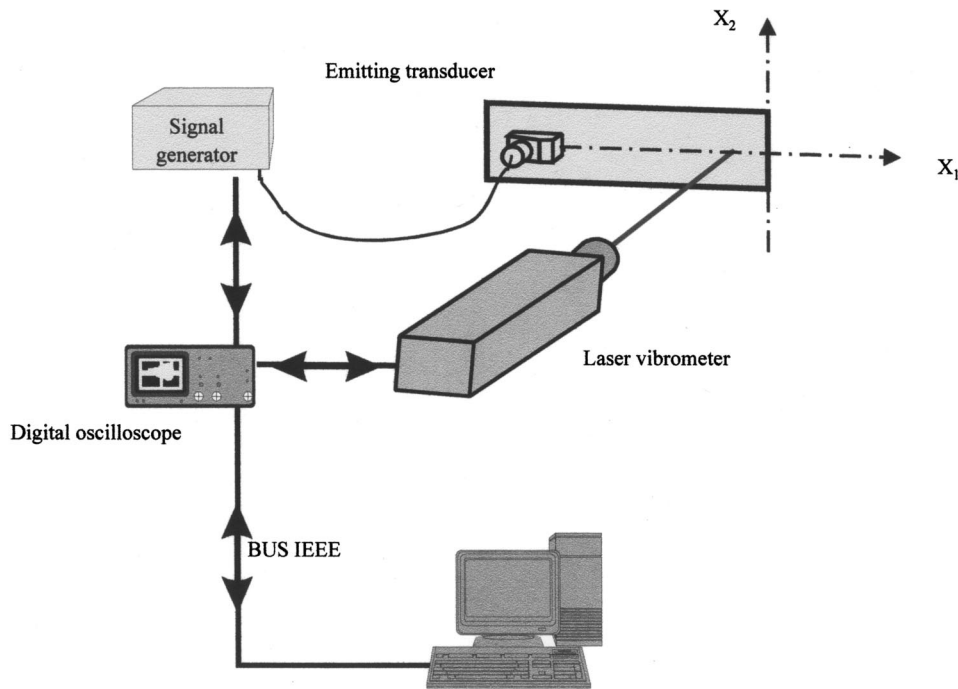 X2
Emitting transducer
Signal
generator
X1
Laser vibrometer
Digital oscilloscope
BUS IEEE